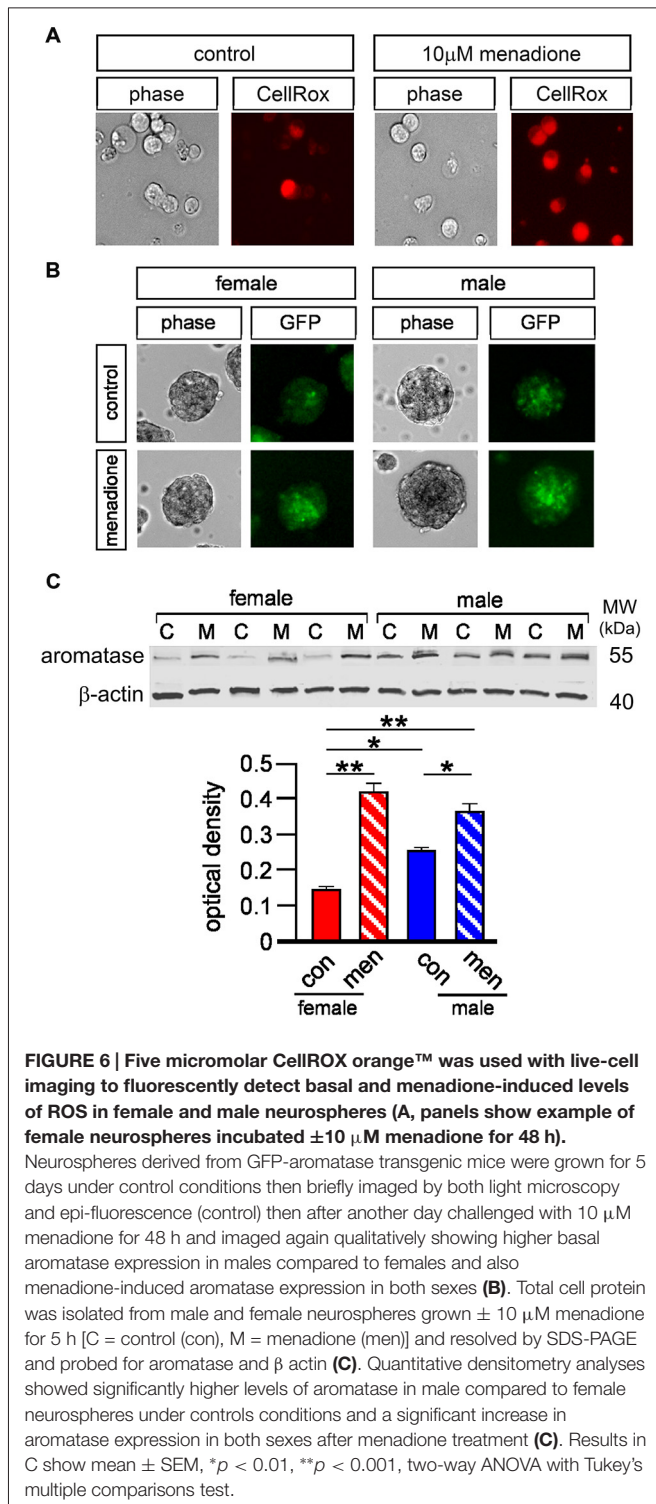 A
control 10μM menadione
phase CellRox phase CellRox
B
female male
phase GFP phase GFP
control
menadione
C
female male MW
C M C M C M C M C M C M (kDa)
aromatase 55
β-actin 40
**
*
** *
0.5
0.4
0.3
0.2
0.1
0
optical density
con men con men
female male
FIGURE 6 | Five micromolar CellROX orange™ was used with live-cell
imaging to fluorescently detect basal and menadione-induced levels
of ROS in female and male neurospheres (A, panels show example of
female neurospheres incubated ±10 μM menadione for 48 h).
Neurospheres derived from GFP-aromatase transgenic mice were grown for 5
days under control conditions then briefly imaged by both light microscopy
and epi-fluorescence (control) then after another day challenged with 10 μM
menadione for 48 h and imaged again qualitatively showing higher basal
aromatase expression in males compared to females and also
menadione-induced aromatase expression in both sexes (B). Total cell protein
was isolated from male and female neurospheres grown ± 10 μM menadione
for 5 h [C = control (con), M = menadione (men)] and resolved by SDS-PAGE
and probed for aromatase and β actin (C). Quantitative densitometry analyses
showed significantly higher levels of aromatase in male compared to female
neurospheres under controls conditions and a significant increase in
aromatase expression in both sexes after menadione treatment (C). Results in
C show mean ± SEM, *p < 0.01, **p < 0.001, two-way ANOVA with Tukey's
multiple comparisons test.